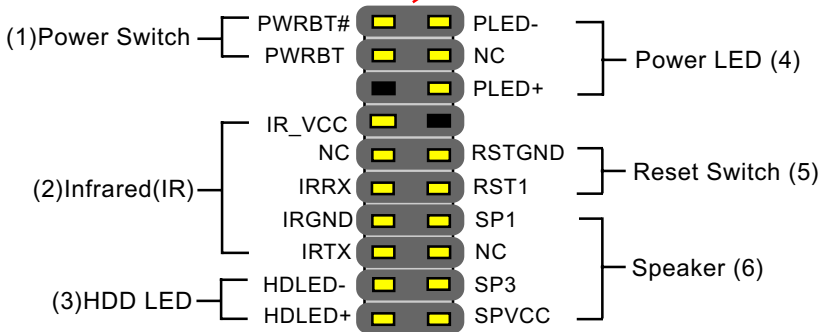 PWRBT# PLED-
(1)Power Switch
PWRBT NC
Power LED (4)
PLED+
IR_VCC
NC RSTGND
Reset Switch (5)
(2)Infrared(IR)
IRRX RST1
IRGND SP1
IRTX NC
Speaker (6)
HDLED- SP3
(3)HDD LED
HDLED+ SPVCC